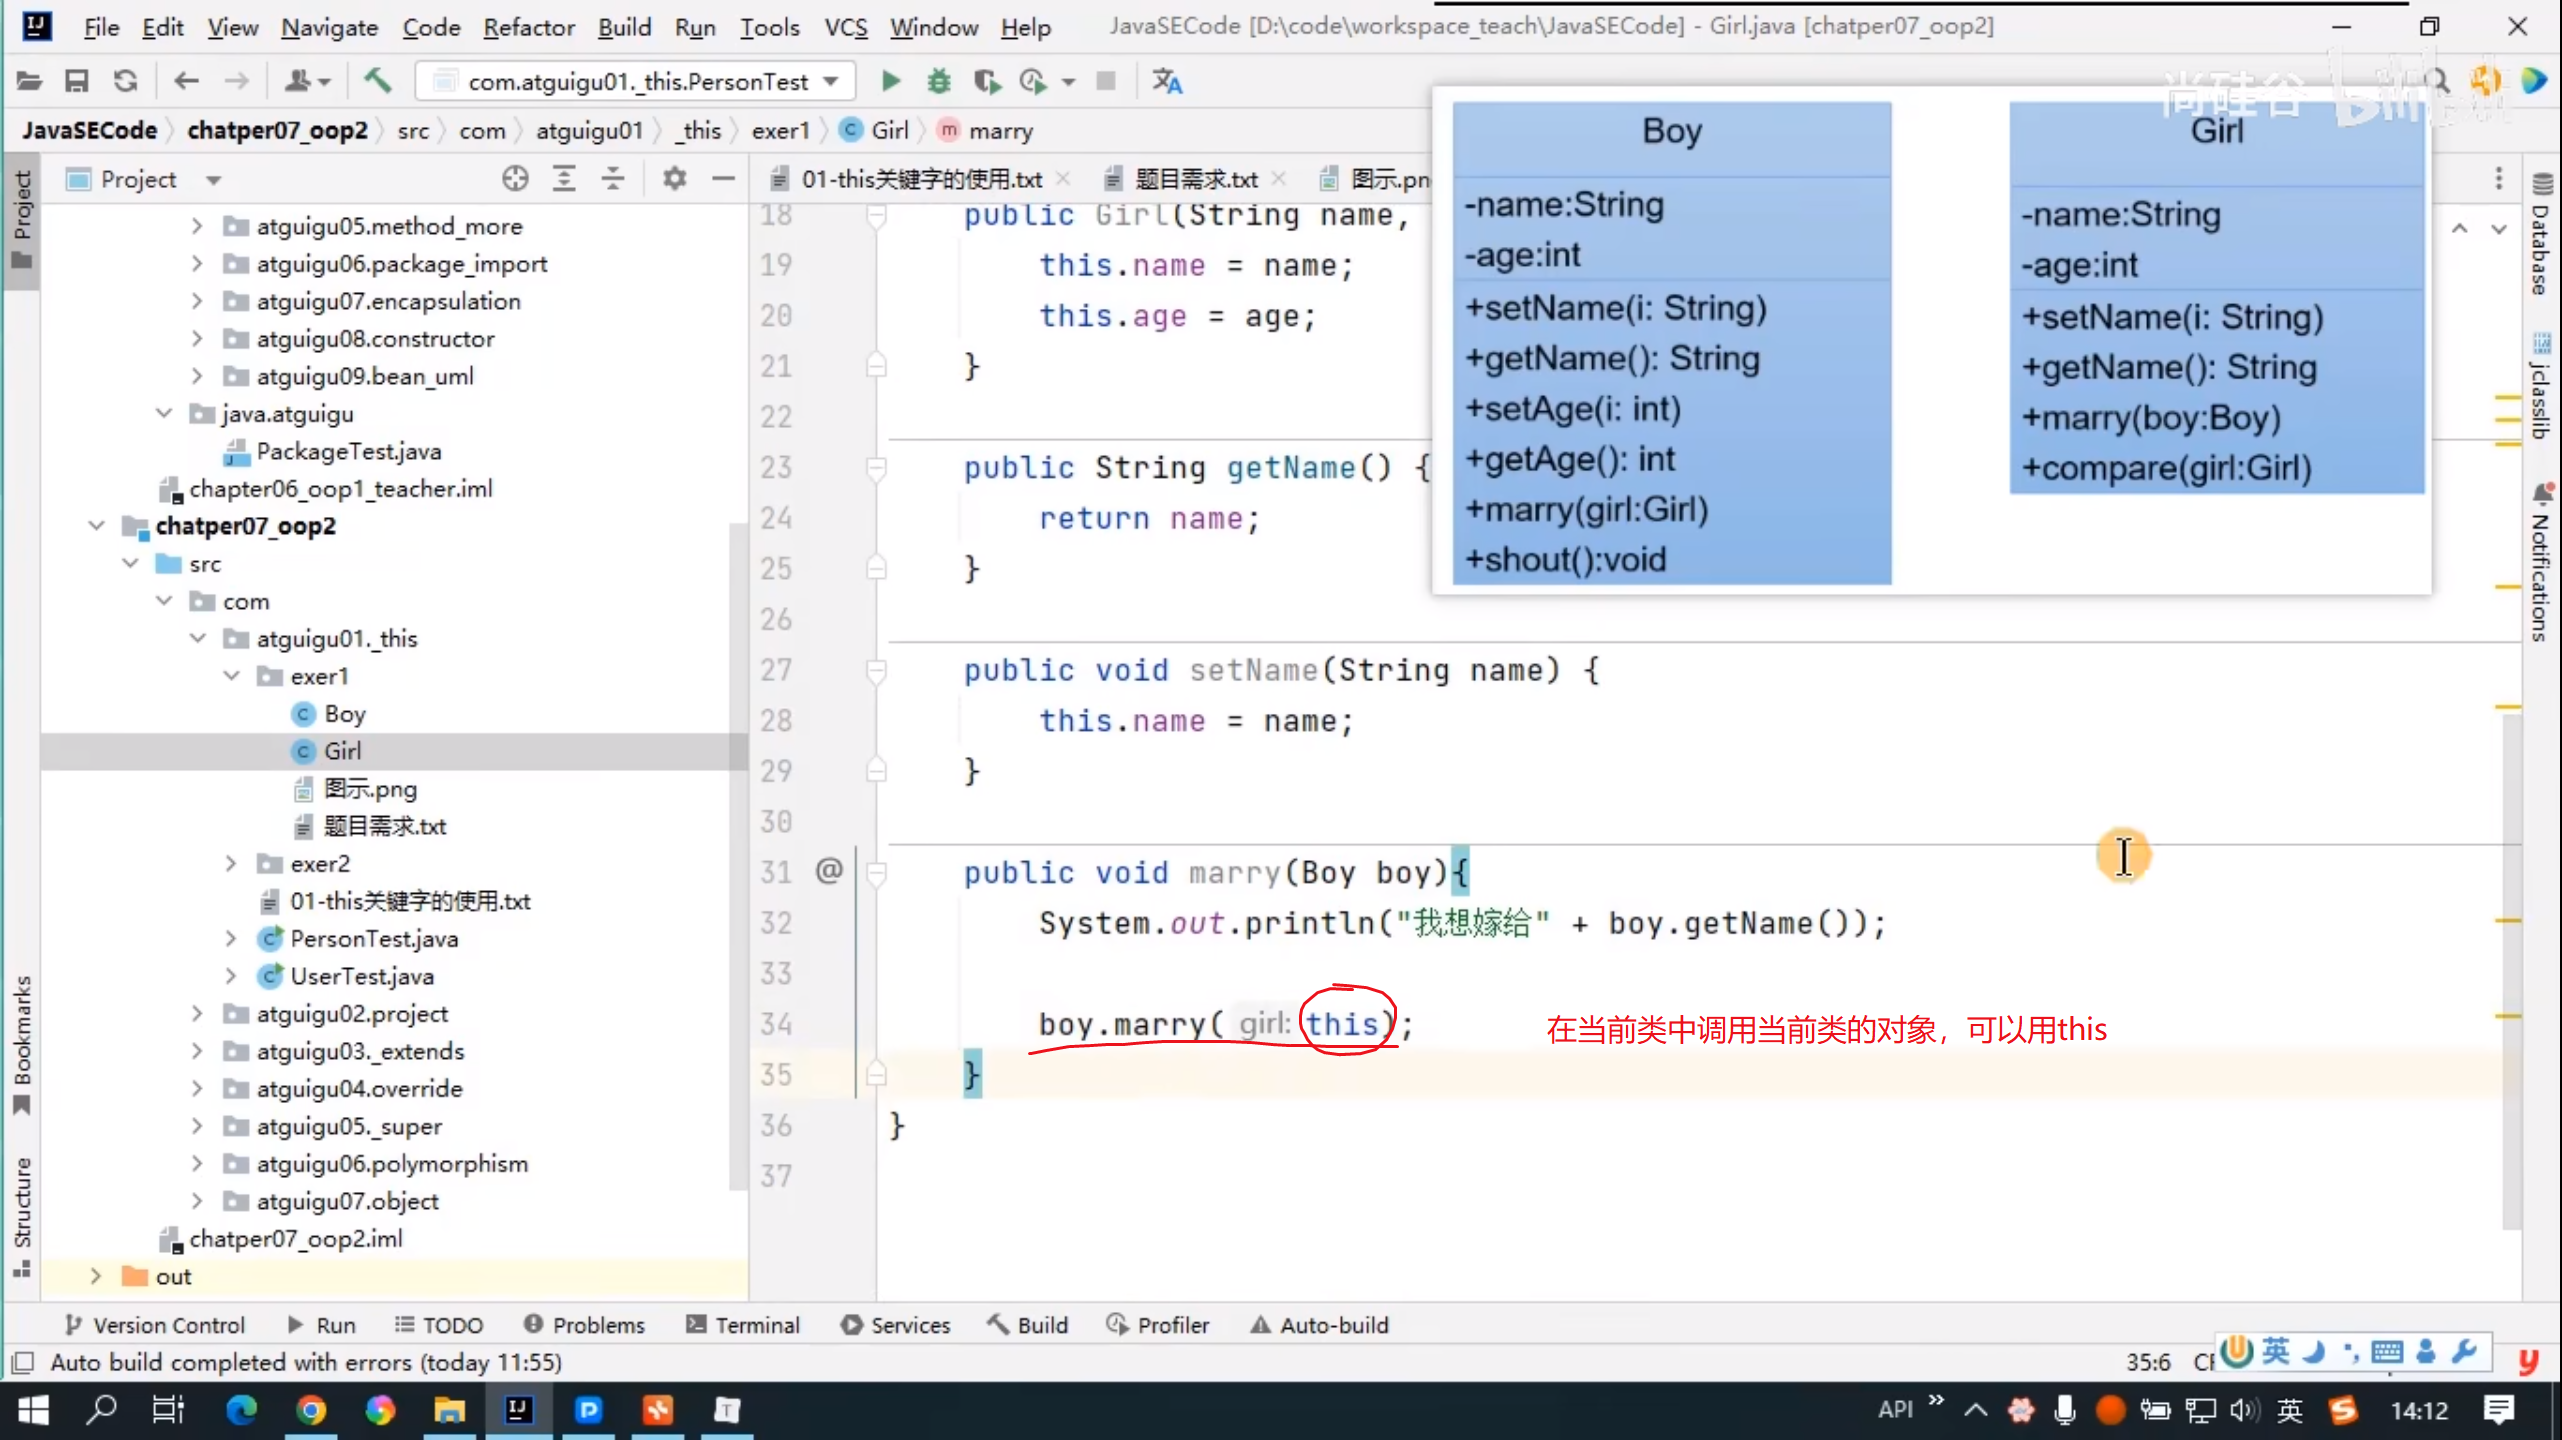 File Edit View Navigate Code Refactor Build Run Tools VCS Window Help JavaSECode [D:\code\workspace_teach\JavaSECode] - Girl.java [chatper07_oop2]
com.atguigu01._this.PersonTest
尚硅谷 bilibili
JavaSECode chatper07_oop2 src com atguigu01 _this exer1 Girl marry
Project
01-this关键字的使用.txt 题目需求.txt 图示.pn
Project
atguigu05.method_more
atguigu06.package_import
atguigu07.encapsulation
atguigu08.constructor
atguigu09.bean_uml
java.atguigu
PackageTest.java
chapter06_oop1_teacher.iml
chatper07_oop2
src
com
atguigu01._this
exer1
Boy
Girl
图示.png
题目需求.txt
exer2
01-this关键字的使用.txt
PersonTest.java
UserTest.java
atguigu02.project
atguigu03._extends
atguigu04.override
atguigu05._super
atguigu06.polymorphism
atguigu07.object
chatper07_oop2.iml
out
Bookmarks
Structure
18 public Girl(String name,
19 this.name = name;
20 this.age = age;
21 }
22
23 public String getName() {
24 return name;
25 }
26
27 public void setName(String name) {
28 this.name = name;
29 }
30
31 @ public void marry(Boy boy){
32 System.out.println("我想嫁给" + boy.getName());
33
34 boy.marry( girl: this);
在当前类中调用当前类的对象，可以用this
35 }
36 }
37
Boy
-name:String
-age:int
+setName(i: String)
+getName(): String
+setAge(i: int)
+getAge(): int
+marry(girl:Girl)
+shout():void
Girl
-name:String
-age:int
+setName(i: String)
+getName(): String
+marry(boy:Boy)
+compare(girl:Girl)
Database
jclasslib
Notifications
Version Control Run TODO Problems Terminal Services Build Profiler Auto-build
Auto build completed with errors (today 11:55)
35:6
英
API 英 14:12